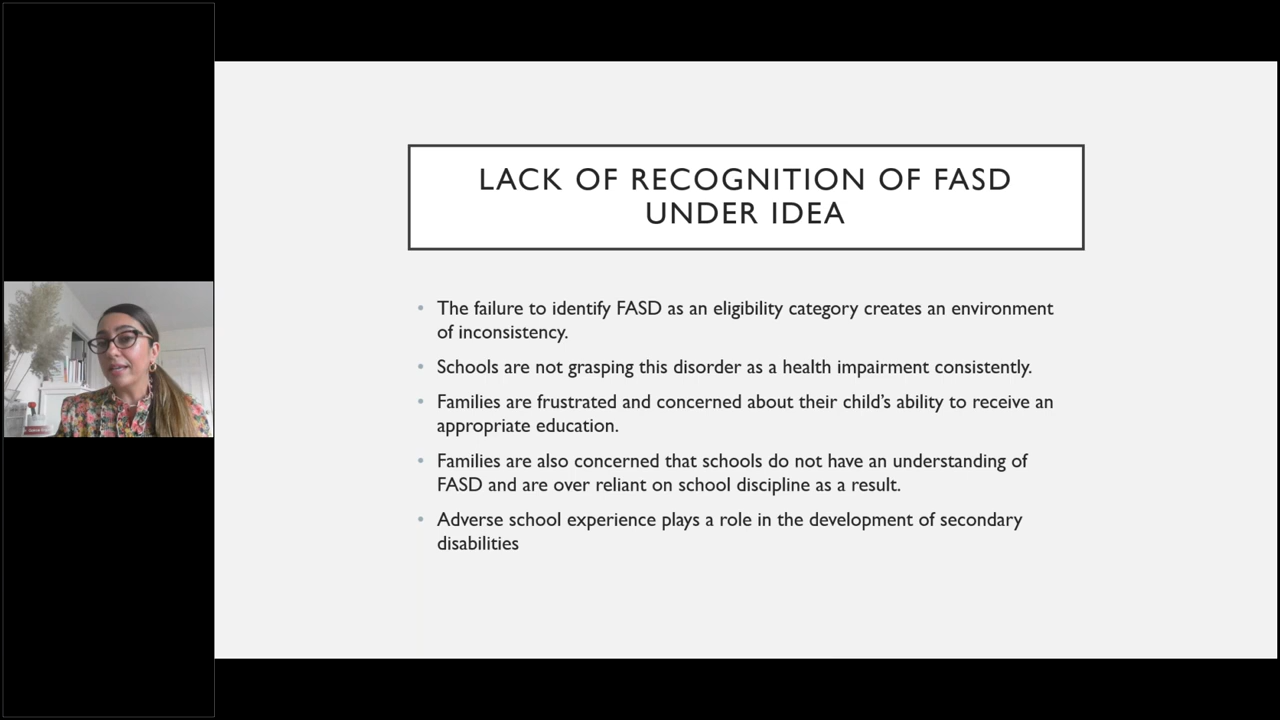 LACK OF RECOGNITION OF FASD
UNDER IDEA
• The failure to identify FASD as an eligibility category creates an environment
of inconsistency.
• Schools are not grasping this disorder as a health impairment consistently.
• Families are frustrated and concerned about their child's ability to receive an
appropriate education.
• Families are also concerned that schools do not have an understanding of
FASD and are over reliant on school discipline as a result.
• Adverse school experience plays a role in the development of secondary
disabilities